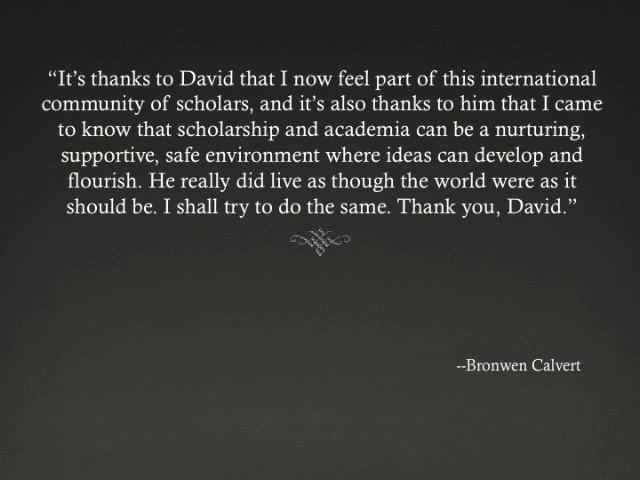 “It’s thanks to David that I now feel part of this international
community of scholars, and it’s also thanks to him that I came
to know that scholarship and academia can be a nurturing,
supportive, safe environment where ideas can develop and
flourish. He really did live as though the world were as it
should be. I shall try to do the same. Thank you, David.”
--Bronwen Calvert